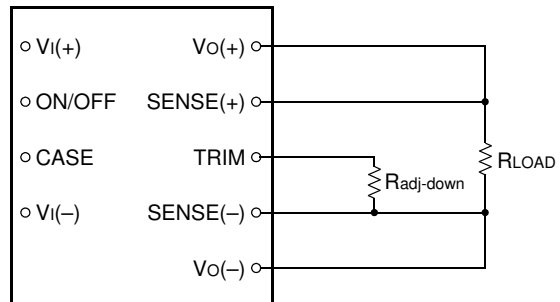 VI(+)
VO(+)
ON/OFF
SENSE(+)
CASE
TRIM
RLOAD
Radj-down
VI(–)
SENSE(–)
VO(–)